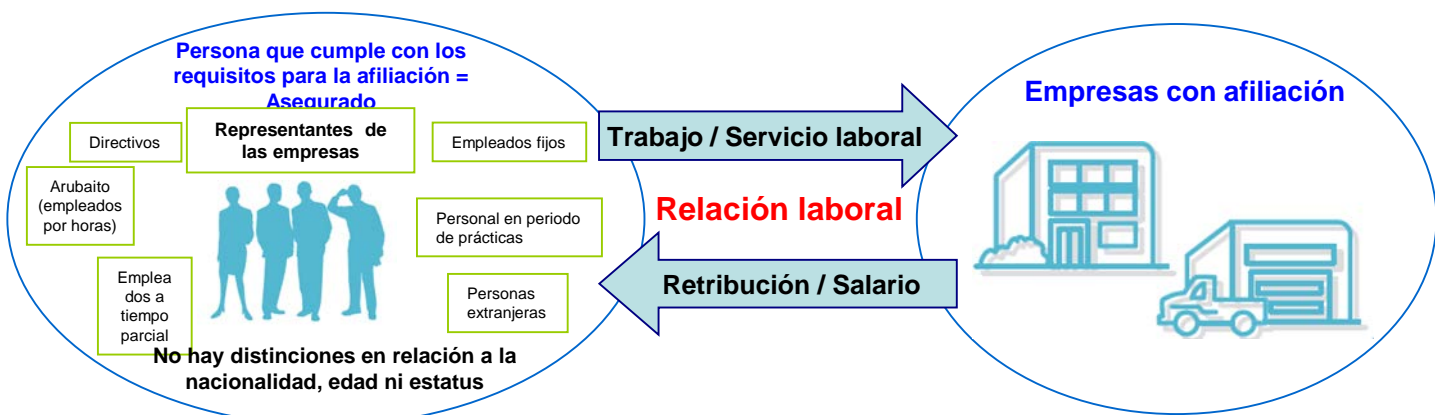 Persona que cumple con los
requisitos para la afiliación =
Asegurado
Directivos
Representantes de
las empresas
Empleados fijos
Arubaito
(empleados
por horas)
Personal en periodo
de prácticas
Emplea
dos a
tiempo
parcial
Personas
extranjeras
No hay distinciones en relación a la
nacionalidad, edad ni estatus
Trabajo / Servicio laboral
Relación laboral
Retribución / Salario
Empresas con afiliación